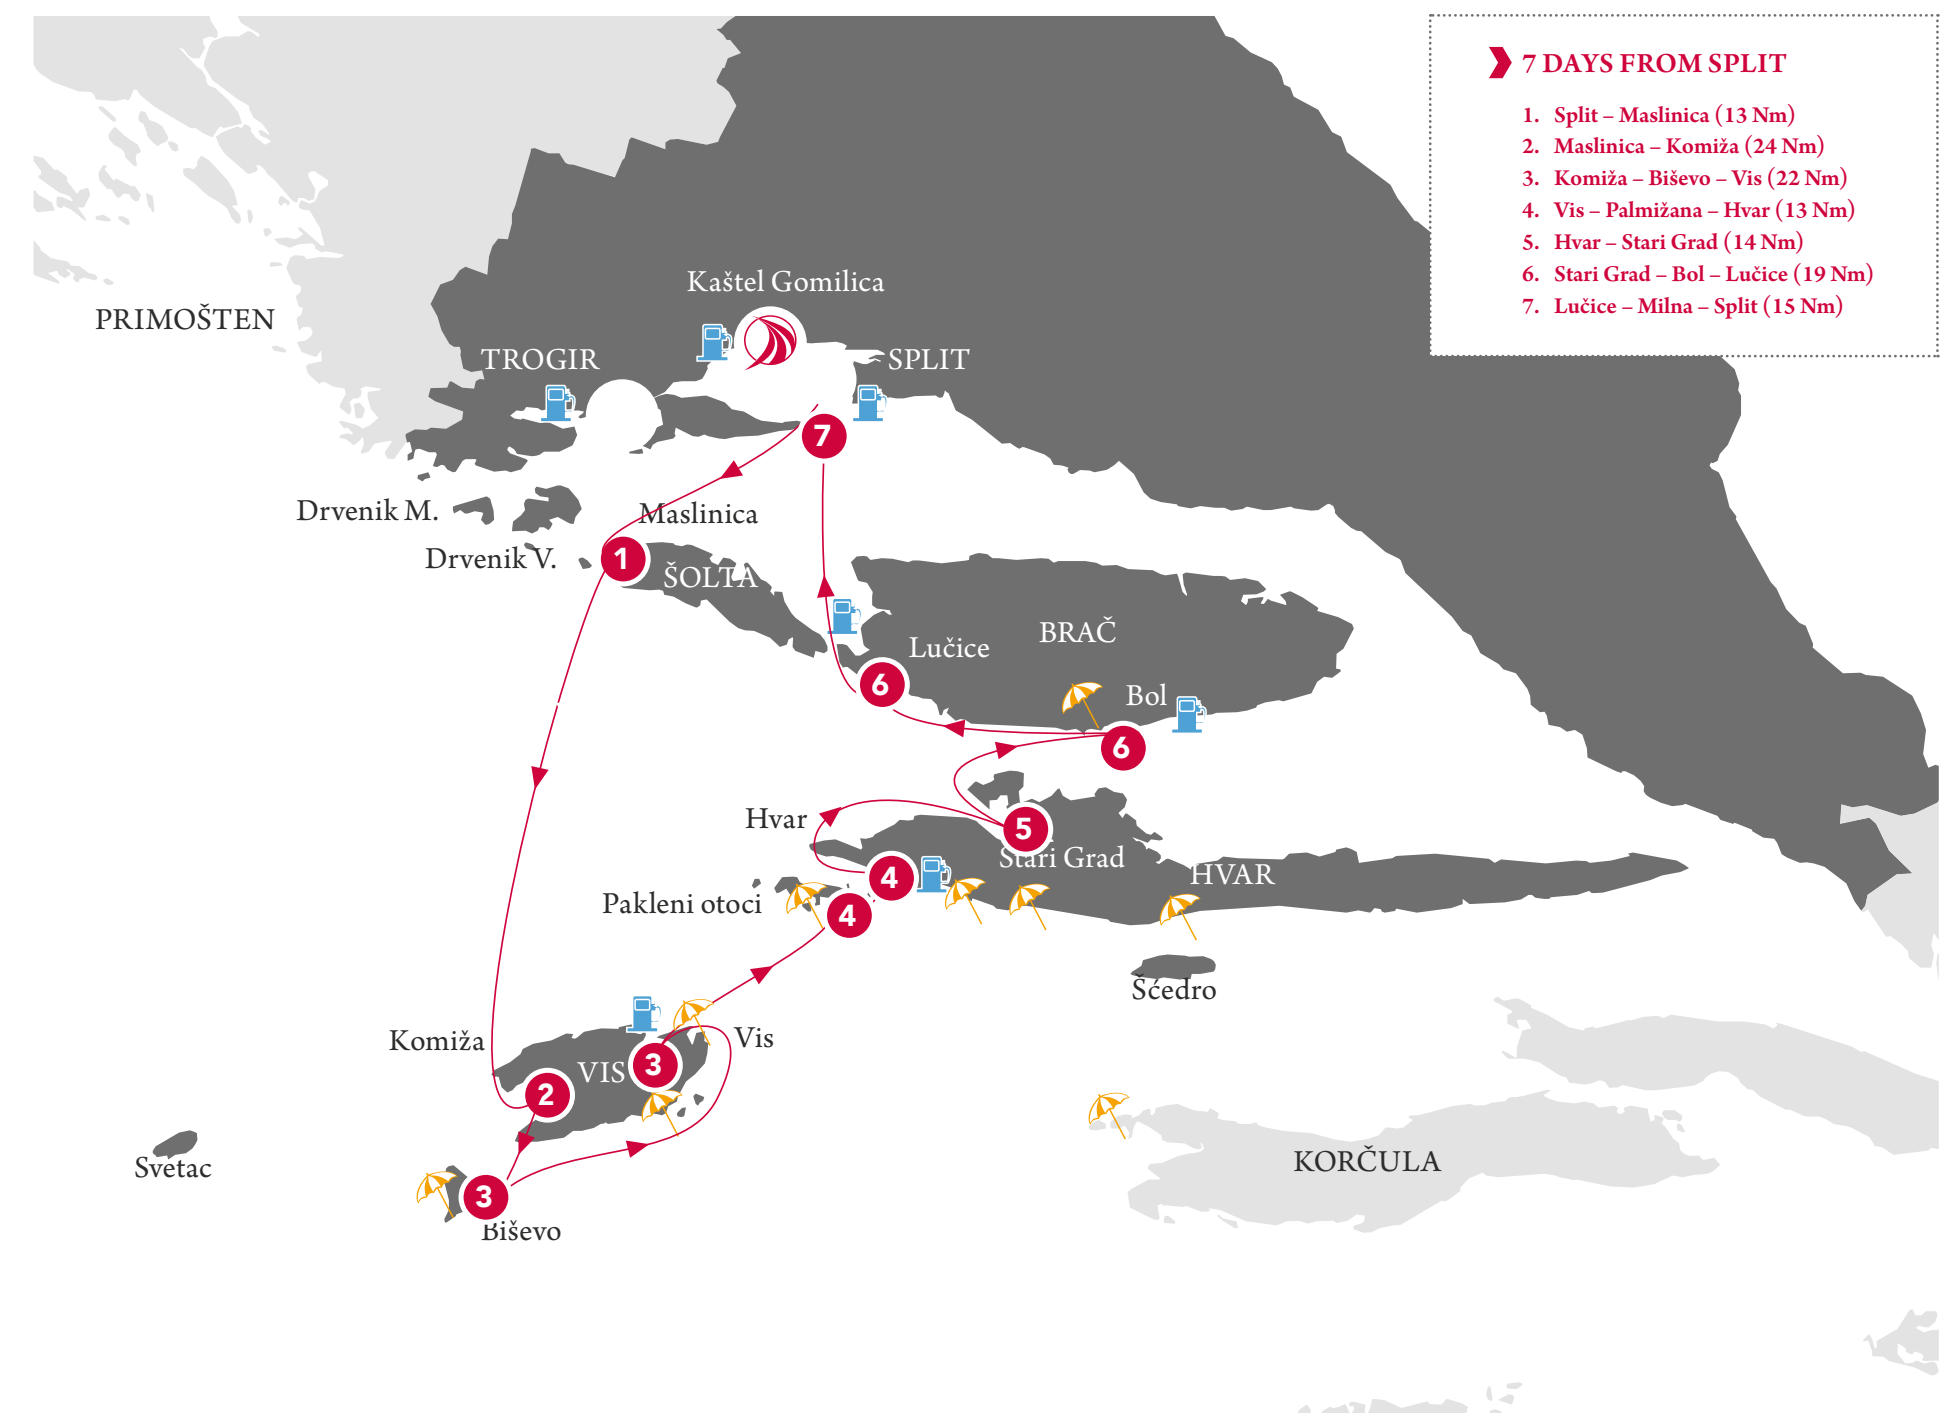 7 DAYS FROM SPLIT
1. Split – Maslinica (13 Nm)
2. Maslinica – Komiža (24 Nm)
3. Komiža – Biševo – Vis (22 Nm)
4. Vis – Palmižana – Hvar (13 Nm)
5. Hvar – Stari Grad (14 Nm)
6. Stari Grad – Bol – Lučice (19 Nm)
7. Lučice – Milna – Split (15 Nm)
Kaštel Gomilica
PRIMOŠTEN
TROGIR
SPLIT
7
Drvenik M.
Maslinica
Drvenik V.
1
ŠOLTA
BRAČ
Lučice
6
Bol
6
Hvar
5
Stari Grad
HVAR
4
Pakleni otoci
4
Šćedro
Komiža
Vis
VIS
3
2
KORČULA
Svetac
3
Biševo